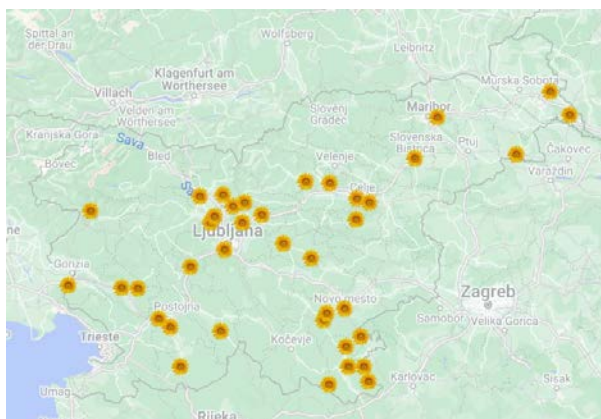 Spittal an
der Drau
Wolfsberg
Leibnitz
Klagenfurt am
Wörthersee
Villach
Velden am
Wörthersee
Murska Sobota
Kranjska Gora
Slovenj
Gradec
Maribor
Sava
Bled
Bovec
Velenje
Slovenska
Bistrica
Ptuj
Čakovec
Varaždin
Celje
Ljubljana
Gorizia
Postojna
Novo mesto
Zagreb
Samobor
Velika Gorica
Trieste
Kočevje
Karlovac
Umag
Rijeka
Sisak